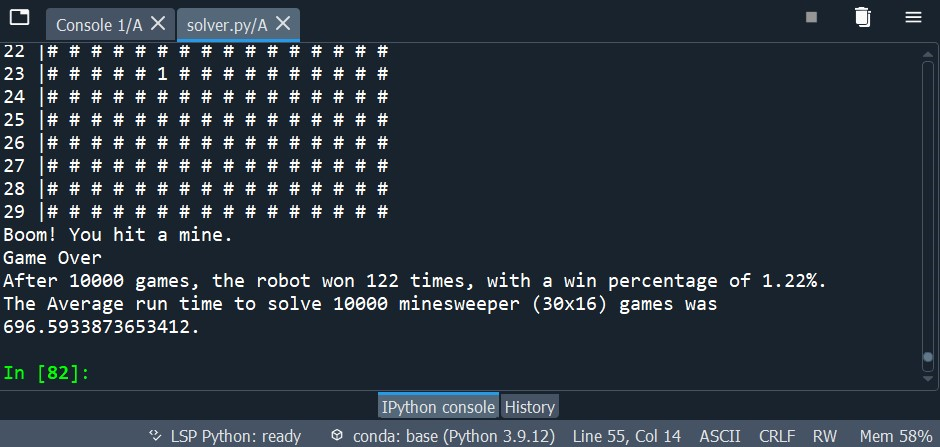 Console 1/A solver.py/A
22 |# # # # # # # # # # # # # # # #
23 |# # # # # 1 # # # # # # # # # #
24 |# # # # # # # # # # # # # # # #
25 |# # # # # # # # # # # # # # # #
26 |# # # # # # # # # # # # # # # #
27 |# # # # # # # # # # # # # # # #
28 |# # # # # # # # # # # # # # # #
29 |# # # # # # # # # # # # # # # #
Boom! You hit a mine.
Game Over
After 10000 games, the robot won 122 times, with a win percentage of 1.22%.
The Average run time to solve 10000 minesweeper (30x16) games was
696.5933873653412.
In [82]:
IPython console History
LSP Python: ready conda: base (Python 3.9.12) Line 55, Col 14 ASCII CRLF RW Mem 58%